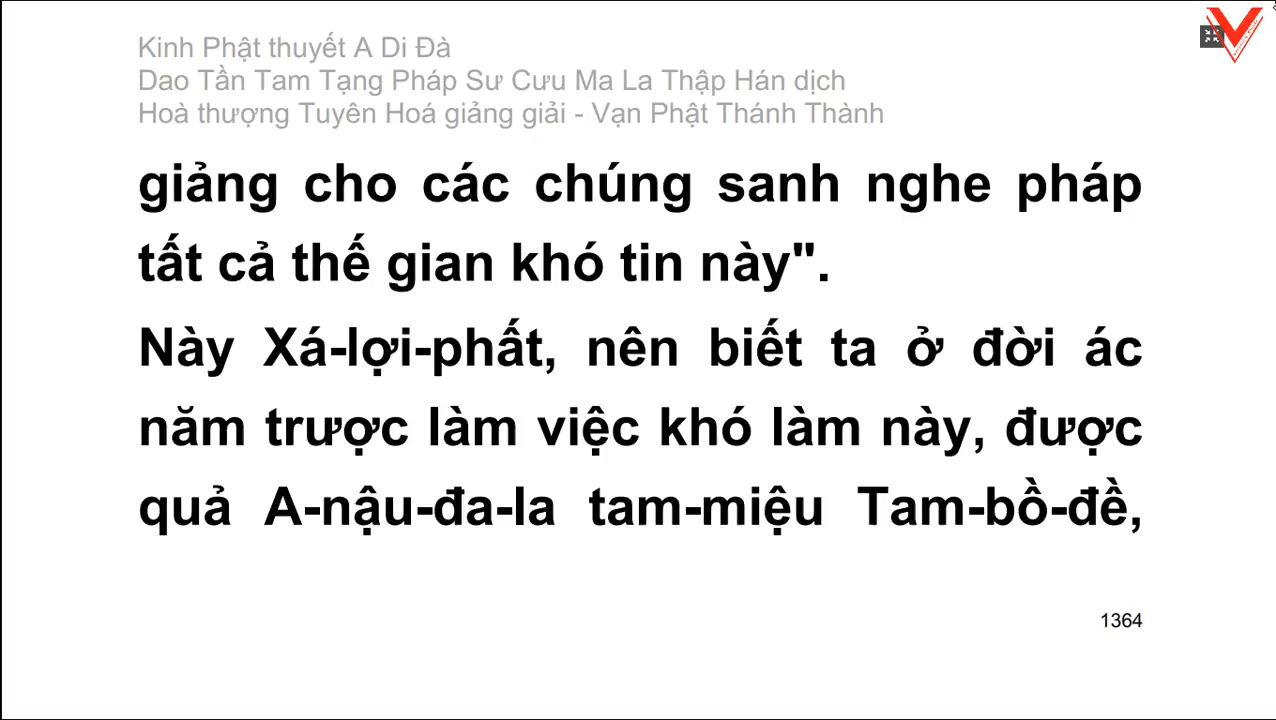 Kinh Phật thuyết A Di Đà
Dao Tần Tam Tạng Pháp Sư Cưu Ma La Thập Hán dịch
Hoà thượng Tuyên Hoá giảng giải - Vạn Phật Thánh Thành
giảng cho các chúng sanh nghe pháp
tất cả thế gian khó tin này".
Này Xá-lợi-phất, nên biết ta ở đời ác
năm trược làm việc khó làm này, được
quả A-nậu-đa-la tam-miệu Tam-bồ-đề,
1364